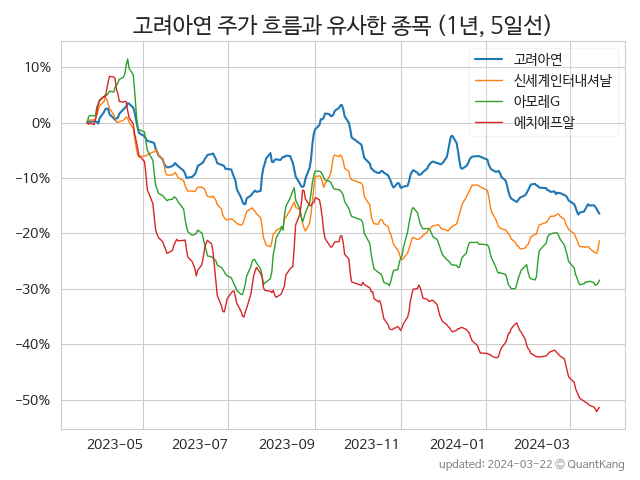 고려아연 주가 흐름과 유사한 종목 (1년, 5일선)
고려아연
신세계인터내셔날
아모레G
에치에프알
10%
0%
−10%
−20%
−30%
−40%
−50%
2023-05 2023-07 2023-09 2023-11 2024-01 2024-03
updated: 2024-03-22 © QuantKang